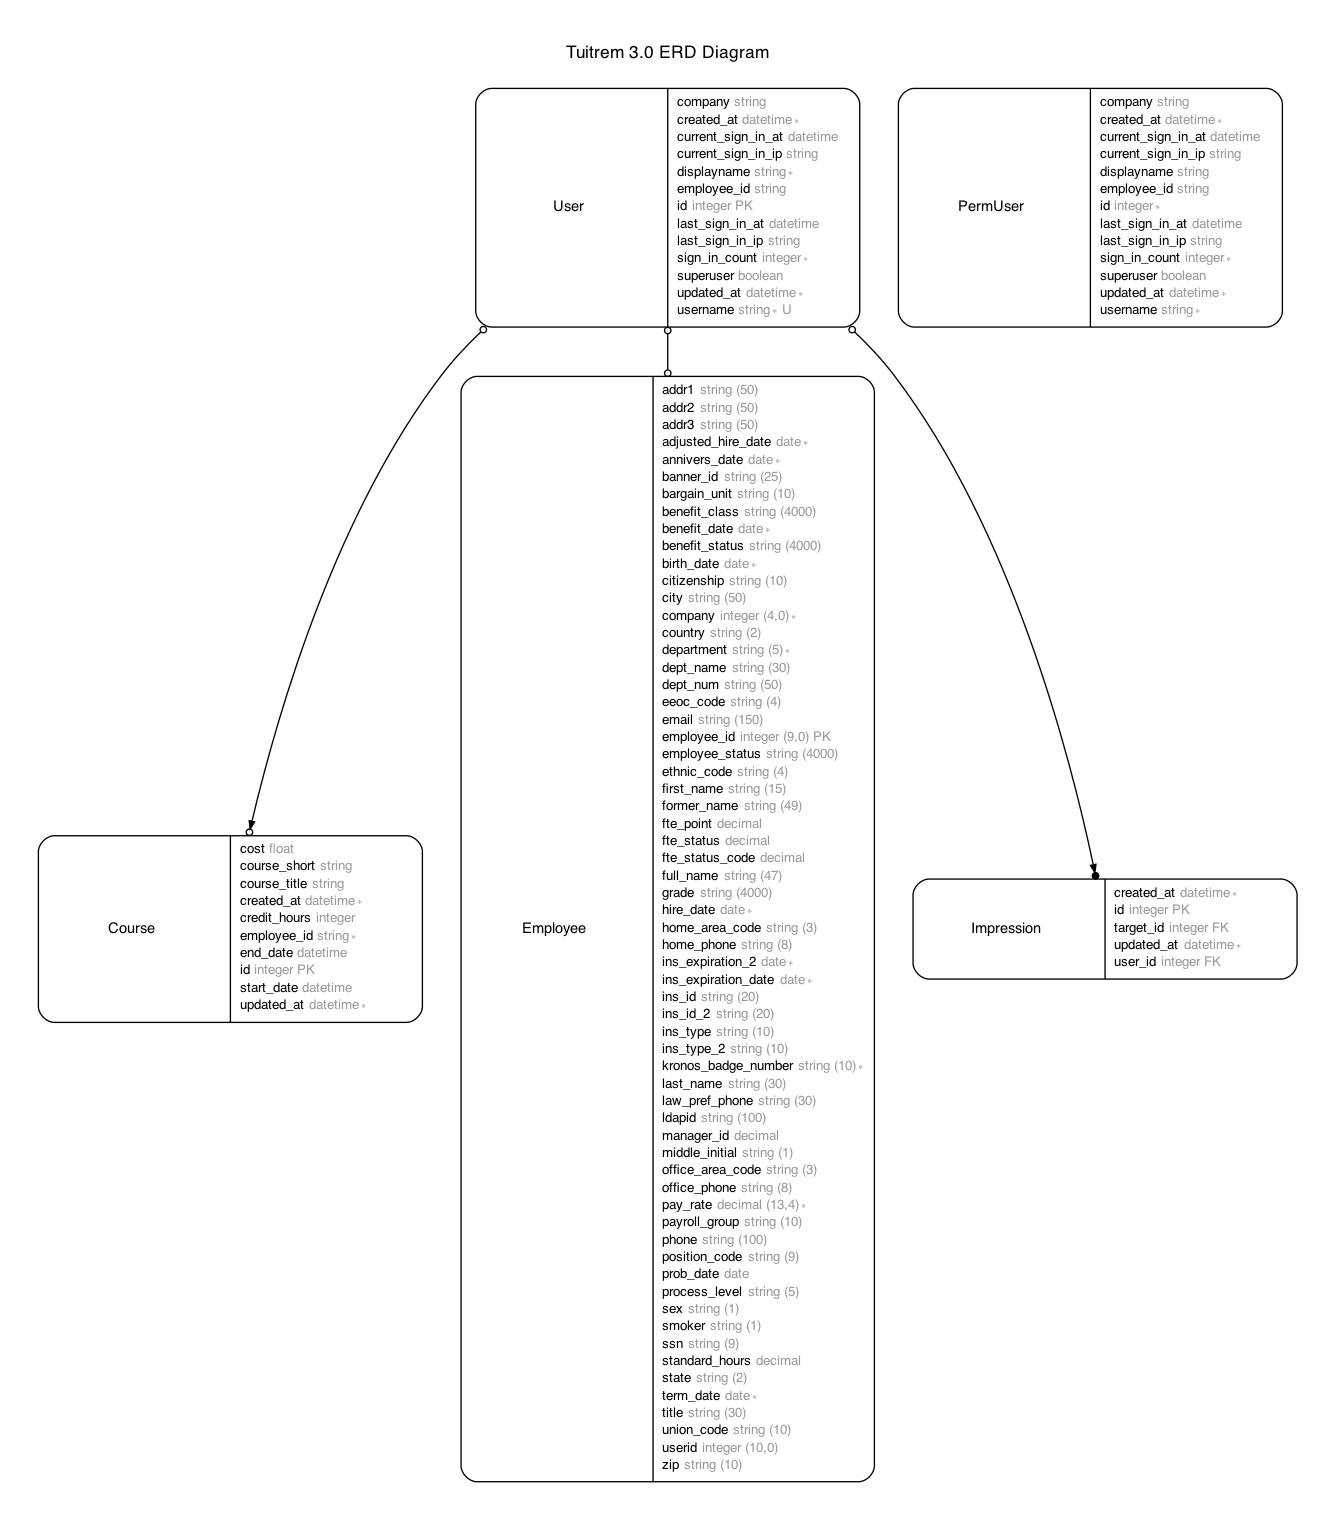 Tuitrem 3.0 ERD Diagram
User
company string
created_at datetime *
current_sign_in_at datetime
current_sign_in_ip string
displayname string *
employee_id string
id integer PK
last_sign_in_at datetime
last_sign_in_ip string
sign_in_count integer *
superuser boolean
updated_at datetime *
username string * U
PermUser
company string
created_at datetime *
current_sign_in_at datetime
current_sign_in_ip string
displayname string
employee_id string
id integer *
last_sign_in_at datetime
last_sign_in_ip string
sign_in_count integer *
superuser boolean
updated_at datetime *
username string *
Course
cost float
course_short string
course_title string
created_at datetime *
credit_hours integer
employee_id string *
end_date datetime
id integer PK
start_date datetime
updated_at datetime *
Employee
addr1 string (50)
addr2 string (50)
addr3 string (50)
adjusted_hire_date date *
annivers_date date *
banner_id string (25)
bargain_unit string (10)
benefit_class string (4000)
benefit_date date *
benefit_status string (4000)
birth_date date *
citizenship string (10)
city string (50)
company integer (4,0) *
country string (2)
department string (5) *
dept_name string (30)
dept_num string (50)
eeoc_code string (4)
email string (150)
employee_id integer (9,0) PK
employee_status string (4000)
ethnic_code string (4)
first_name string (15)
former_name string (49)
fte_point decimal
fte_status decimal
fte_status_code decimal
full_name string (47)
grade string (4000)
hire_date date *
home_area_code string (3)
home_phone string (8)
ins_expiration_2 date *
ins_expiration_date date *
ins_id string (20)
ins_id_2 string (20)
ins_type string (10)
ins_type_2 string (10)
kronos_badge_number string (10) *
last_name string (30)
law_pref_phone string (30)
ldapid string (100)
manager_id decimal
middle_initial string (1)
office_area_code string (3)
office_phone string (8)
pay_rate decimal (13,4) *
payroll_group string (10)
phone string (100)
position_code string (9)
prob_date date
process_level string (5)
sex string (1)
smoker string (1)
ssn string (9)
standard_hours decimal
state string (2)
term_date date *
title string (30)
union_code string (10)
userid integer (10,0)
zip string (10)
Impression
created_at datetime *
id integer PK
target_id integer FK
updated_at datetime *
user_id integer FK